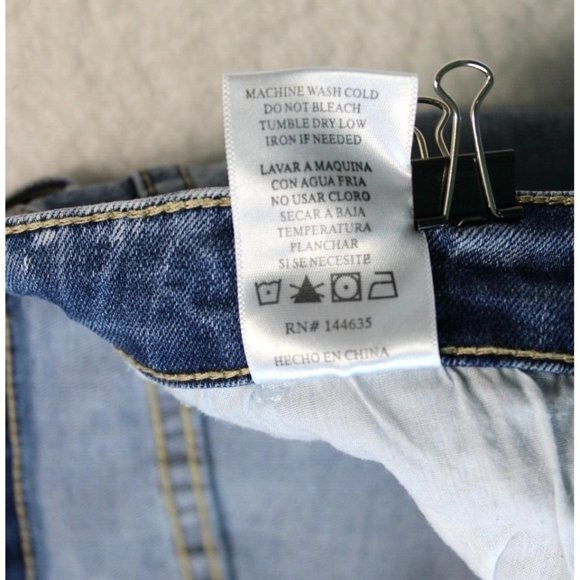 MACHINE WASH COLD
DO NOT BLEACH
TUMBLE DRY LOW
IRON IF NEEDED
LAVAR A MAQUINA
CON AGUA FRIA
NO USAR CLORO
SECAR A BAJA
TEMPERATURA
PLANCHAR
SI SE NECESITE
RN# 144635
HECHO EN CHINA